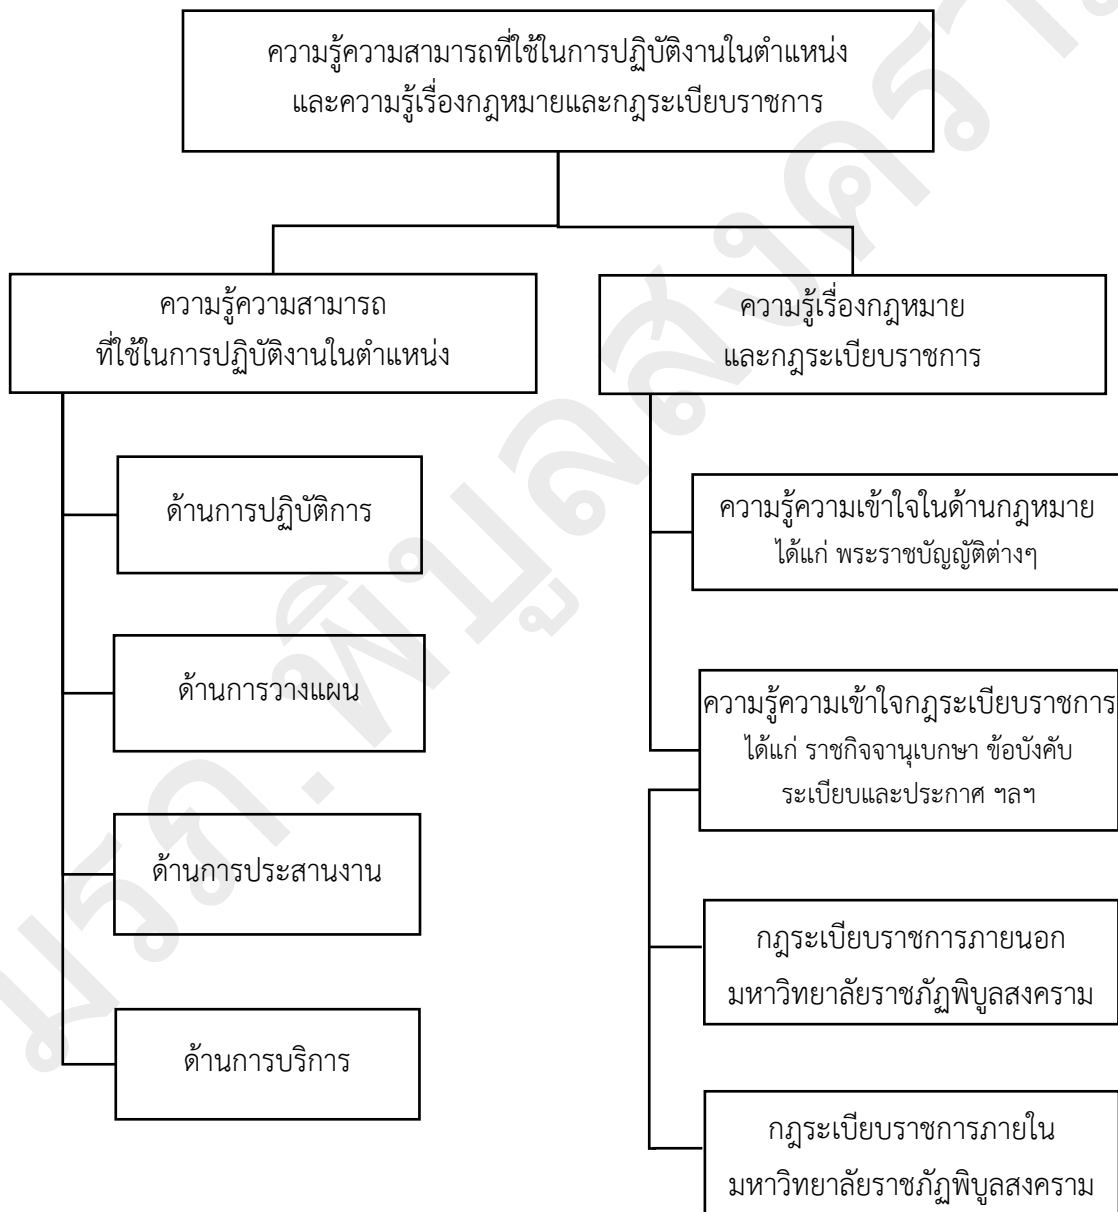 ความรู้ความสามารถที่ใช้ในการปฏิบัติงานในตำแหน่ง
และความรู้เรื่องกฎหมายและกฎระเบียบราชการ
ความรู้ความสามารถ
ที่ใช้ในการปฏิบัติงานในตำแหน่ง
ด้านการปฏิบัติการ
ด้านการวางแผน
ด้านการประสานงาน
ด้านการบริการ
ความรู้เรื่องกฎหมาย
และกฎระเบียบราชการ
ความรู้ความเข้าใจในด้านกฎหมาย
ได้แก่ พระราชบัญญัติต่างๆ
ความรู้ความเข้าใจกฎระเบียบราชการ
ได้แก่ ราชกิจจานุเบกษา ข้อบังคับ
ระเบียบและประกาศ ฯลฯ
กฎระเบียบราชการภายนอก
มหาวิทยาลัยราชภัฏพิบูลสงคราม
กฎระเบียบราชการภายใน
มหาวิทยาลัยราชภัฏพิบูลสงคราม
มรภ.พิบูลสงคราม